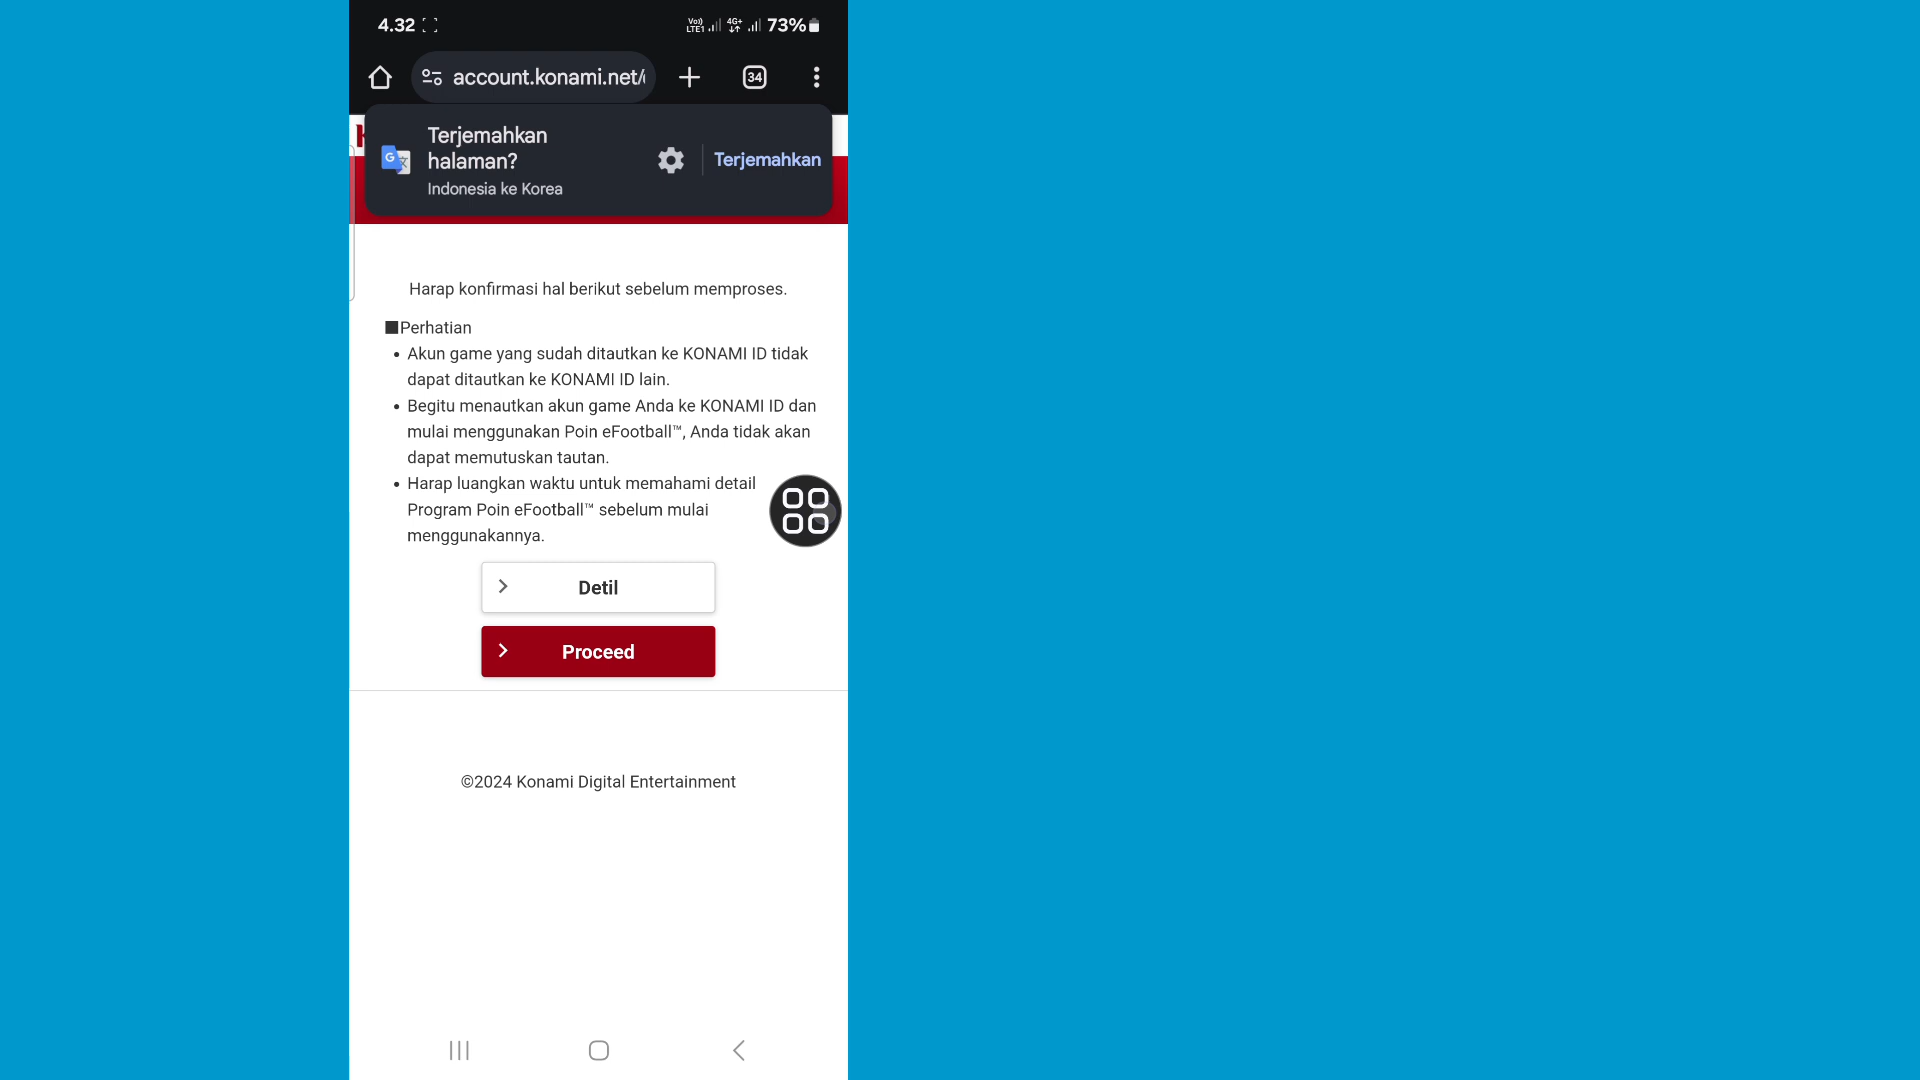 4.32
Vo)) LTE1 4G+ 73%
account.konami.net/
34
Terjemahkan
halaman?
Indonesia ke Korea
Terjemahkan
Harap konfirmasi hal berikut sebelum memproses.
■Perhatian
• Akun game yang sudah ditautkan ke KONAMI ID tidak
dapat ditautkan ke KONAMI ID lain.
• Begitu menautkan akun game Anda ke KONAMI ID dan
mulai menggunakan Poin eFootball™, Anda tidak akan
dapat memutuskan tautan.
• Harap luangkan waktu untuk memahami detail
Program Poin eFootball™ sebelum mulai
menggunakannya.
Detil
Proceed
©2024 Konami Digital Entertainment